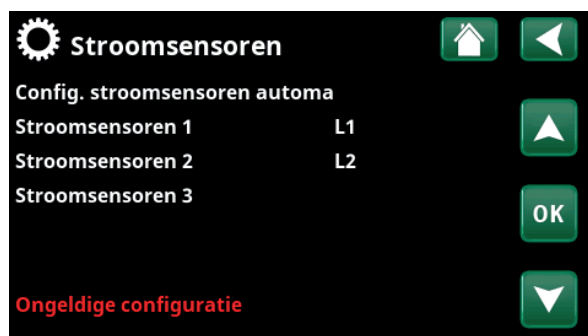 Stroomsensoren
Config. stroomsensoren automa
Stroomsensoren 1 L1
Stroomsensoren 2 L2
Stroomsensoren 3
OK
Ongeldige configuratie